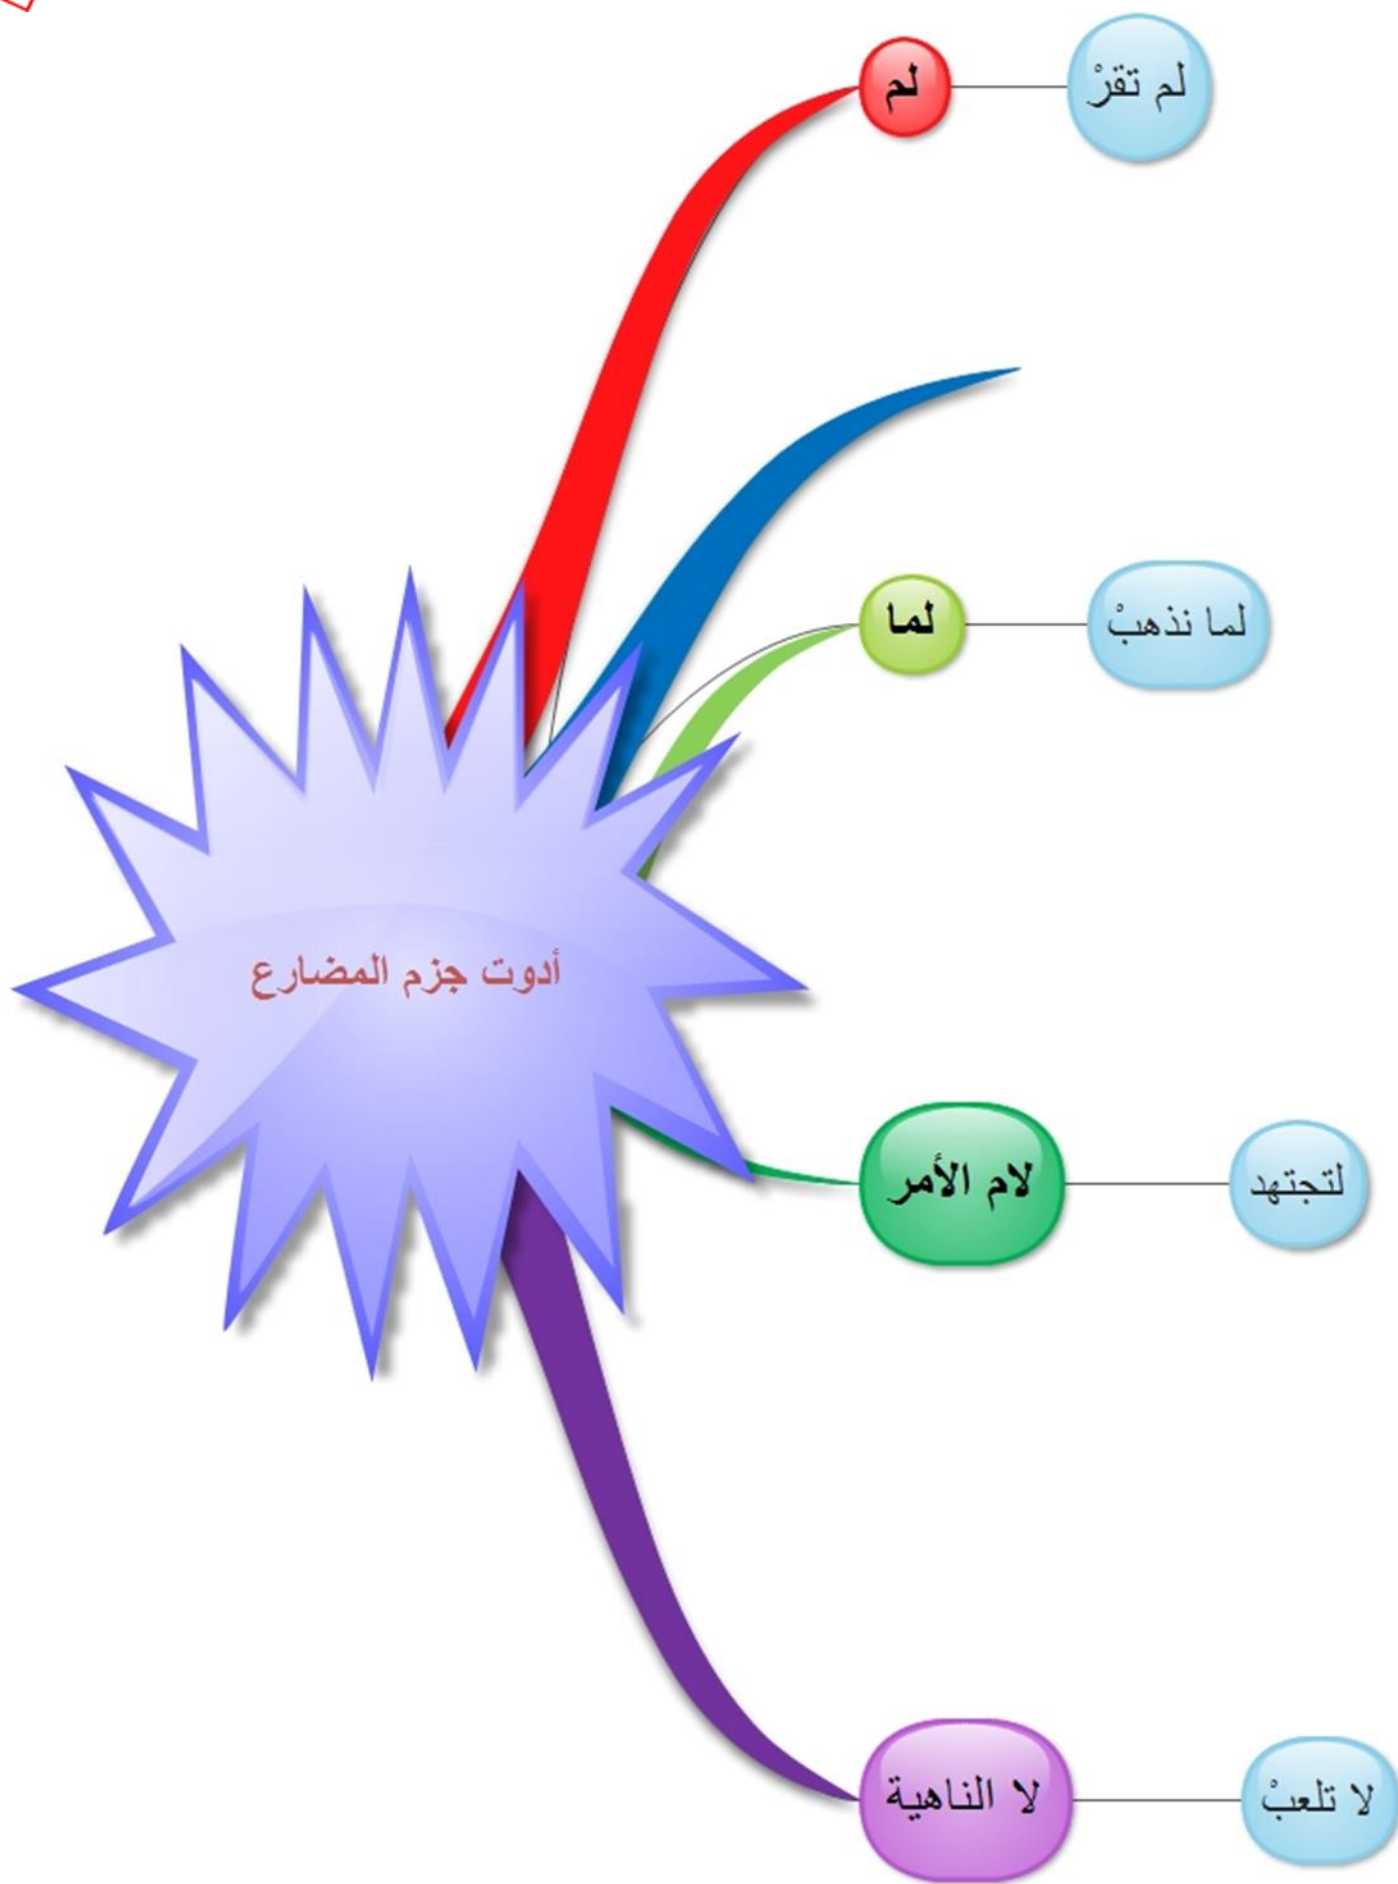 لم
لم تقرْ
لما
لما نذهبْ
أدوت جزم المضارع
لام الأمر
لتجتهد
لا الناهية
لا تلعبْ